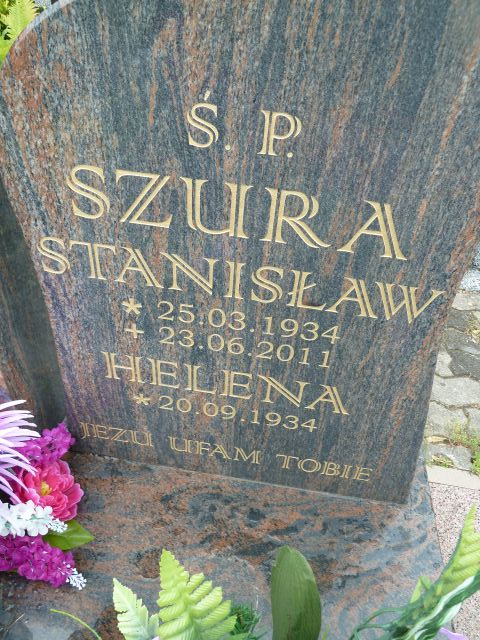 Ś. P.
SZURA
STANISŁAW
* 25.03.1934
+ 23.06.2011
HELENA
* 20.09.1934
JEZU UFAM TOBIE